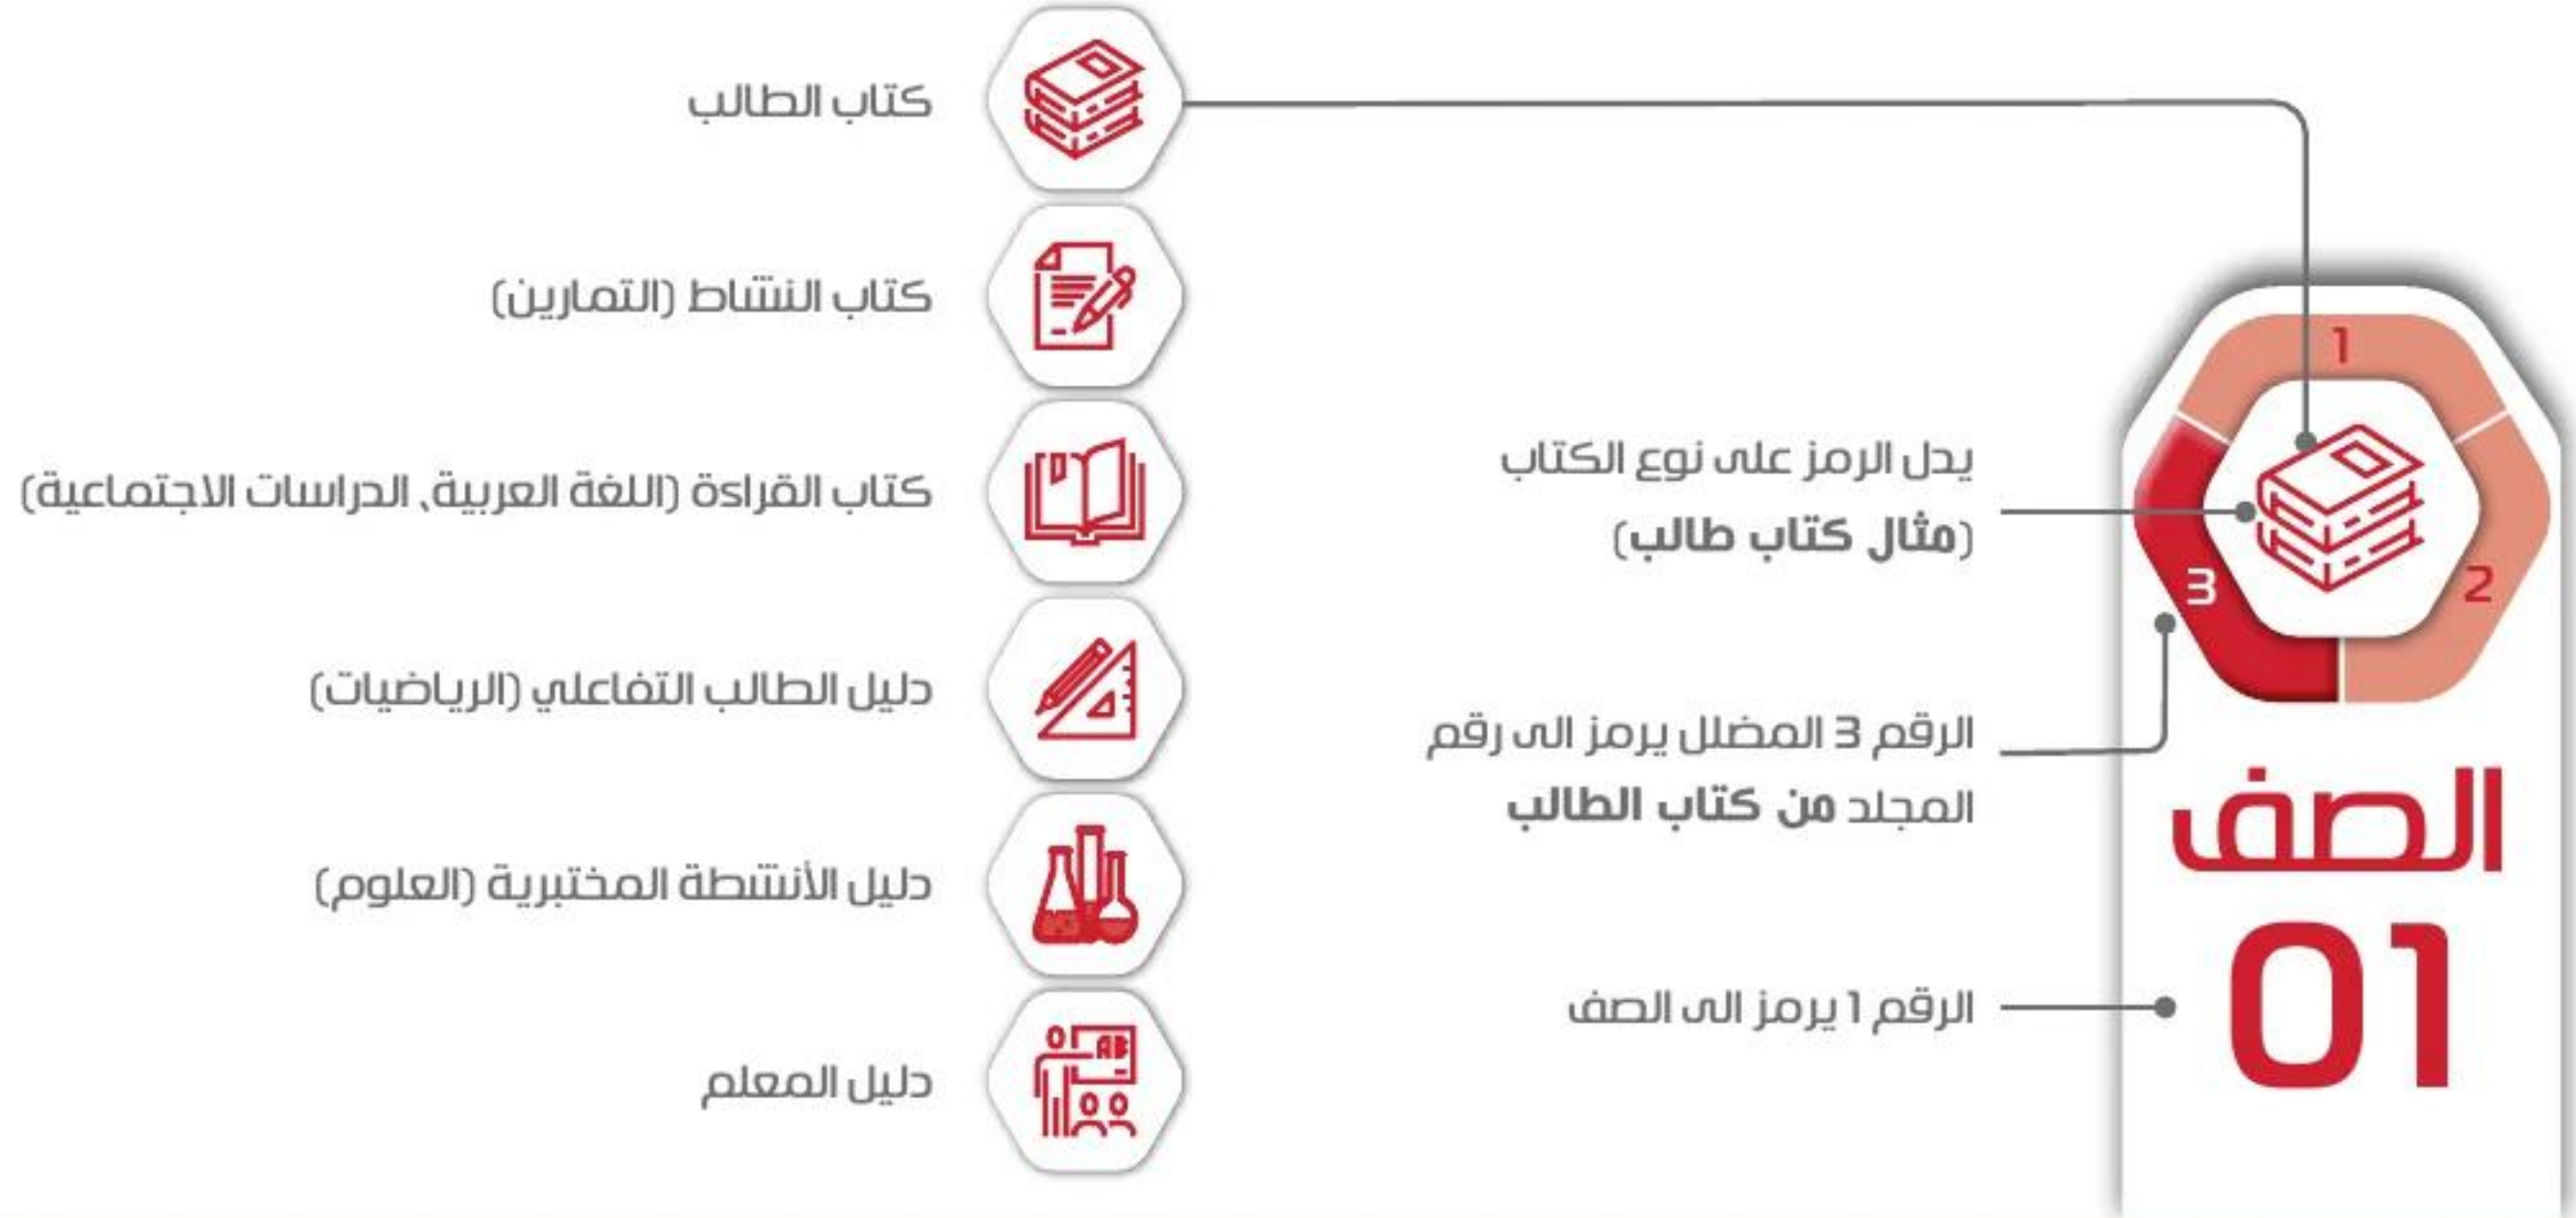 كتاب الطالب
كتاب النشاط (التمارين)
كتاب القراءة (اللغة العربية، الدراسات الاجتماعية)
دليل الطالب التفاعلي (الرياضيات)
دليل الأنشطة المختبرية (العلوم)
AB
دليل المعلم
1
2
3
يدل الرمز على نوع الكتاب
(مثال كتاب طالب)
الرقم 3 المضلل يرمز الى رقم
المجلد من كتاب الطالب
الصف
01
الرقم 1 يرمز الى الصف